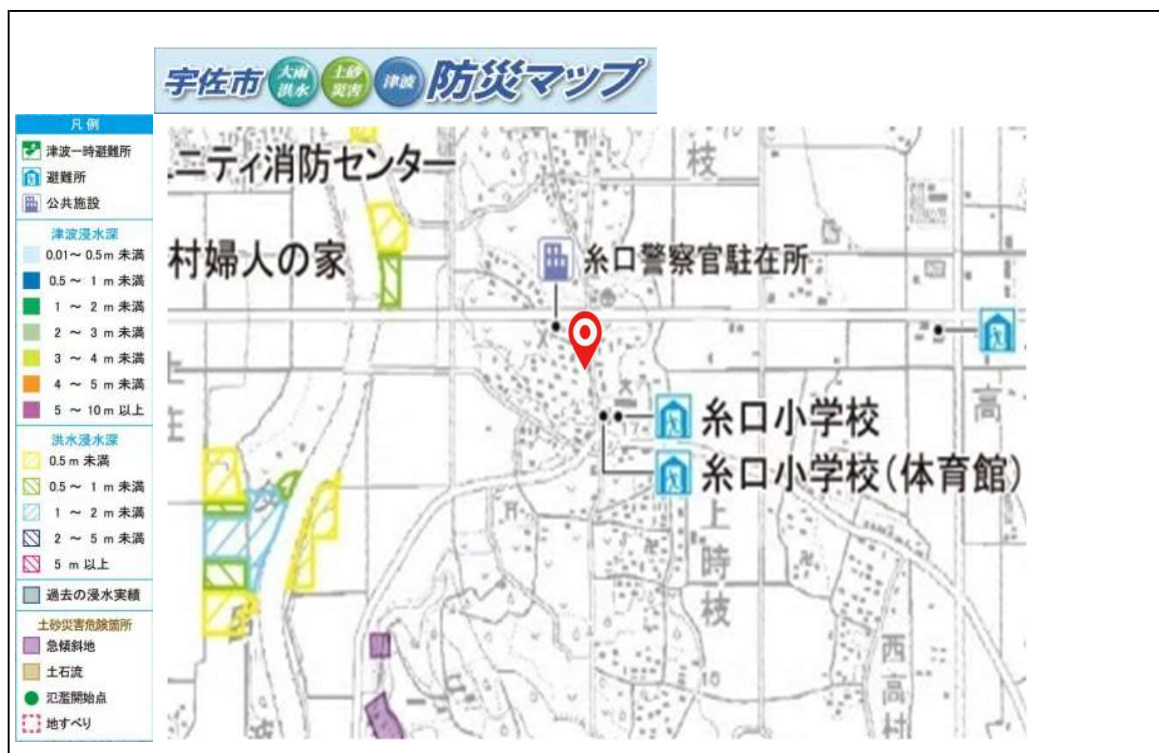 宇佐市 大雨洪水 土砂災害 津波 防災マップ
凡例
津波一時避難所
避難所
公共施設
津波浸水深
0.01～0.5m未満
0.5～1m未満
1～2m未満
2～3m未満
3～4m未満
4～5m未満
5～10m以上
洪水浸水深
0.5m未満
0.5～1m未満
1～2m未満
2～5m未満
5m以上
過去の浸水実績
土砂災害危険箇所
急傾斜地
土石流
氾濫開始点
地すべり
ニティ消防センター
枝
村婦人の家
糸口警察官駐在所
糸口小学校
17
糸口小学校(体育館)
高
上時枝
西高村
10